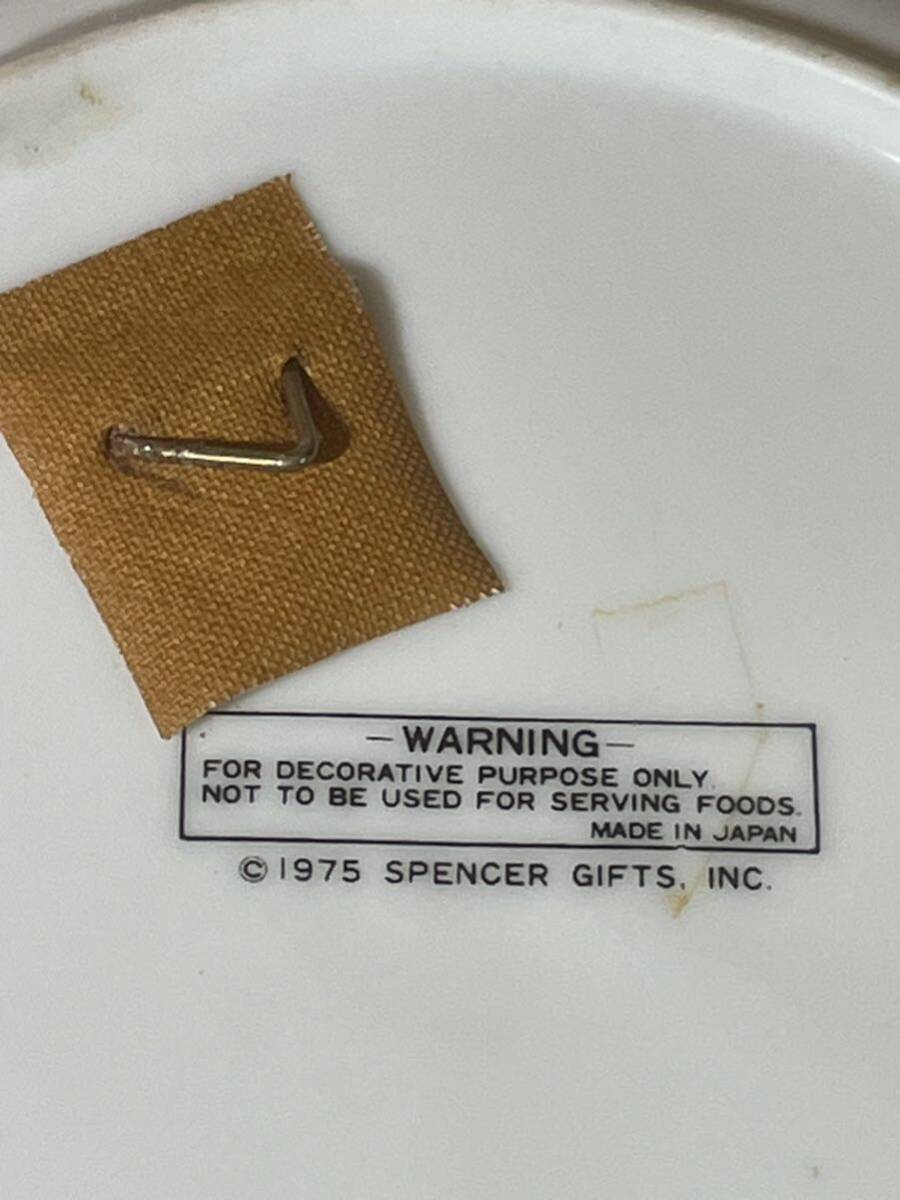 —WARNING—
FOR DECORATIVE PURPOSE ONLY.
NOT TO BE USED FOR SERVING FOODS.
MADE IN JAPAN
©1975 SPENCER GIFTS, INC.